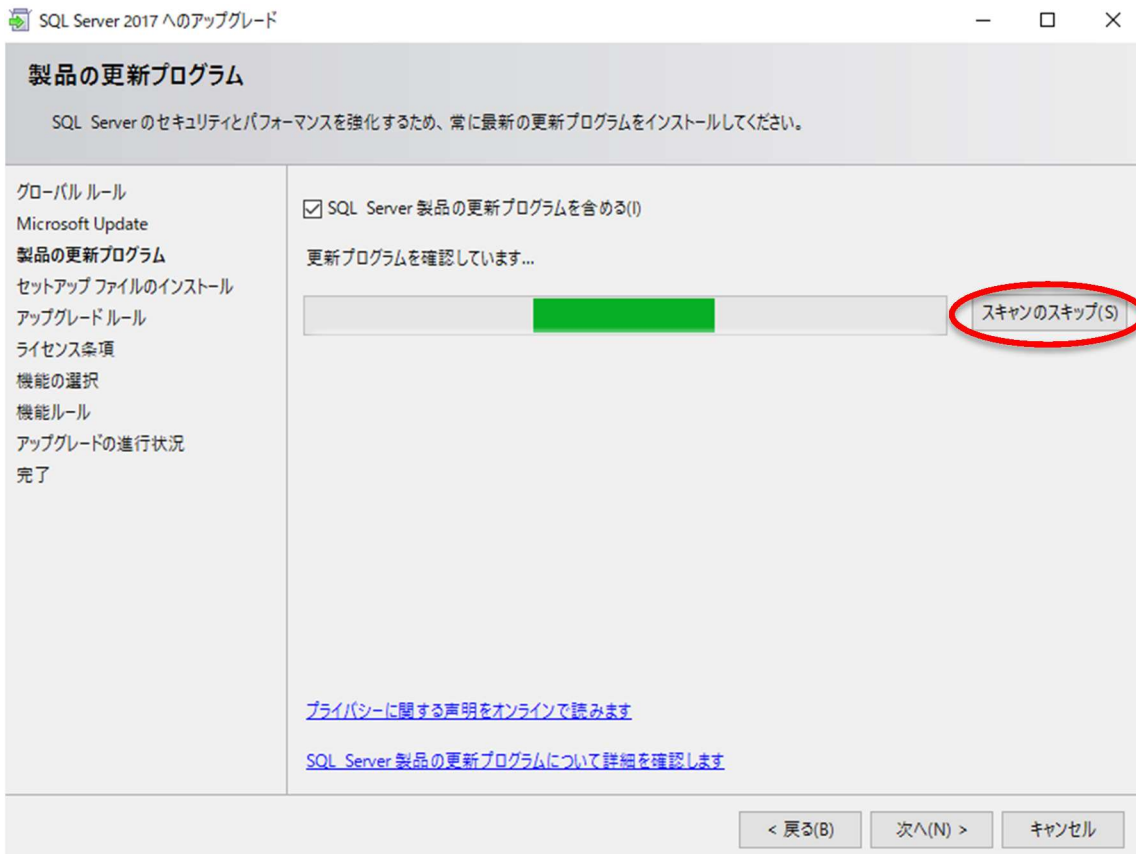 SQL Server 2017 へのアップグレード
製品の更新プログラム
SQL Server のセキュリティとパフォーマンスを強化するため、常に最新の更新プログラムをインストールしてください。
グローバル ルール
Microsoft Update
製品の更新プログラム
セットアップ ファイルのインストール
アップグレード ルール
ライセンス条項
機能の選択
機能ルール
アップグレードの進行状況
完了
SQL Server 製品の更新プログラムを含める(I)
更新プログラムを確認しています...
スキャンのスキップ(S)
プライバシーに関する声明をオンラインで読みます
SQL Server 製品の更新プログラムについて詳細を確認します
< 戻る(B)
次へ(N) >
キャンセル